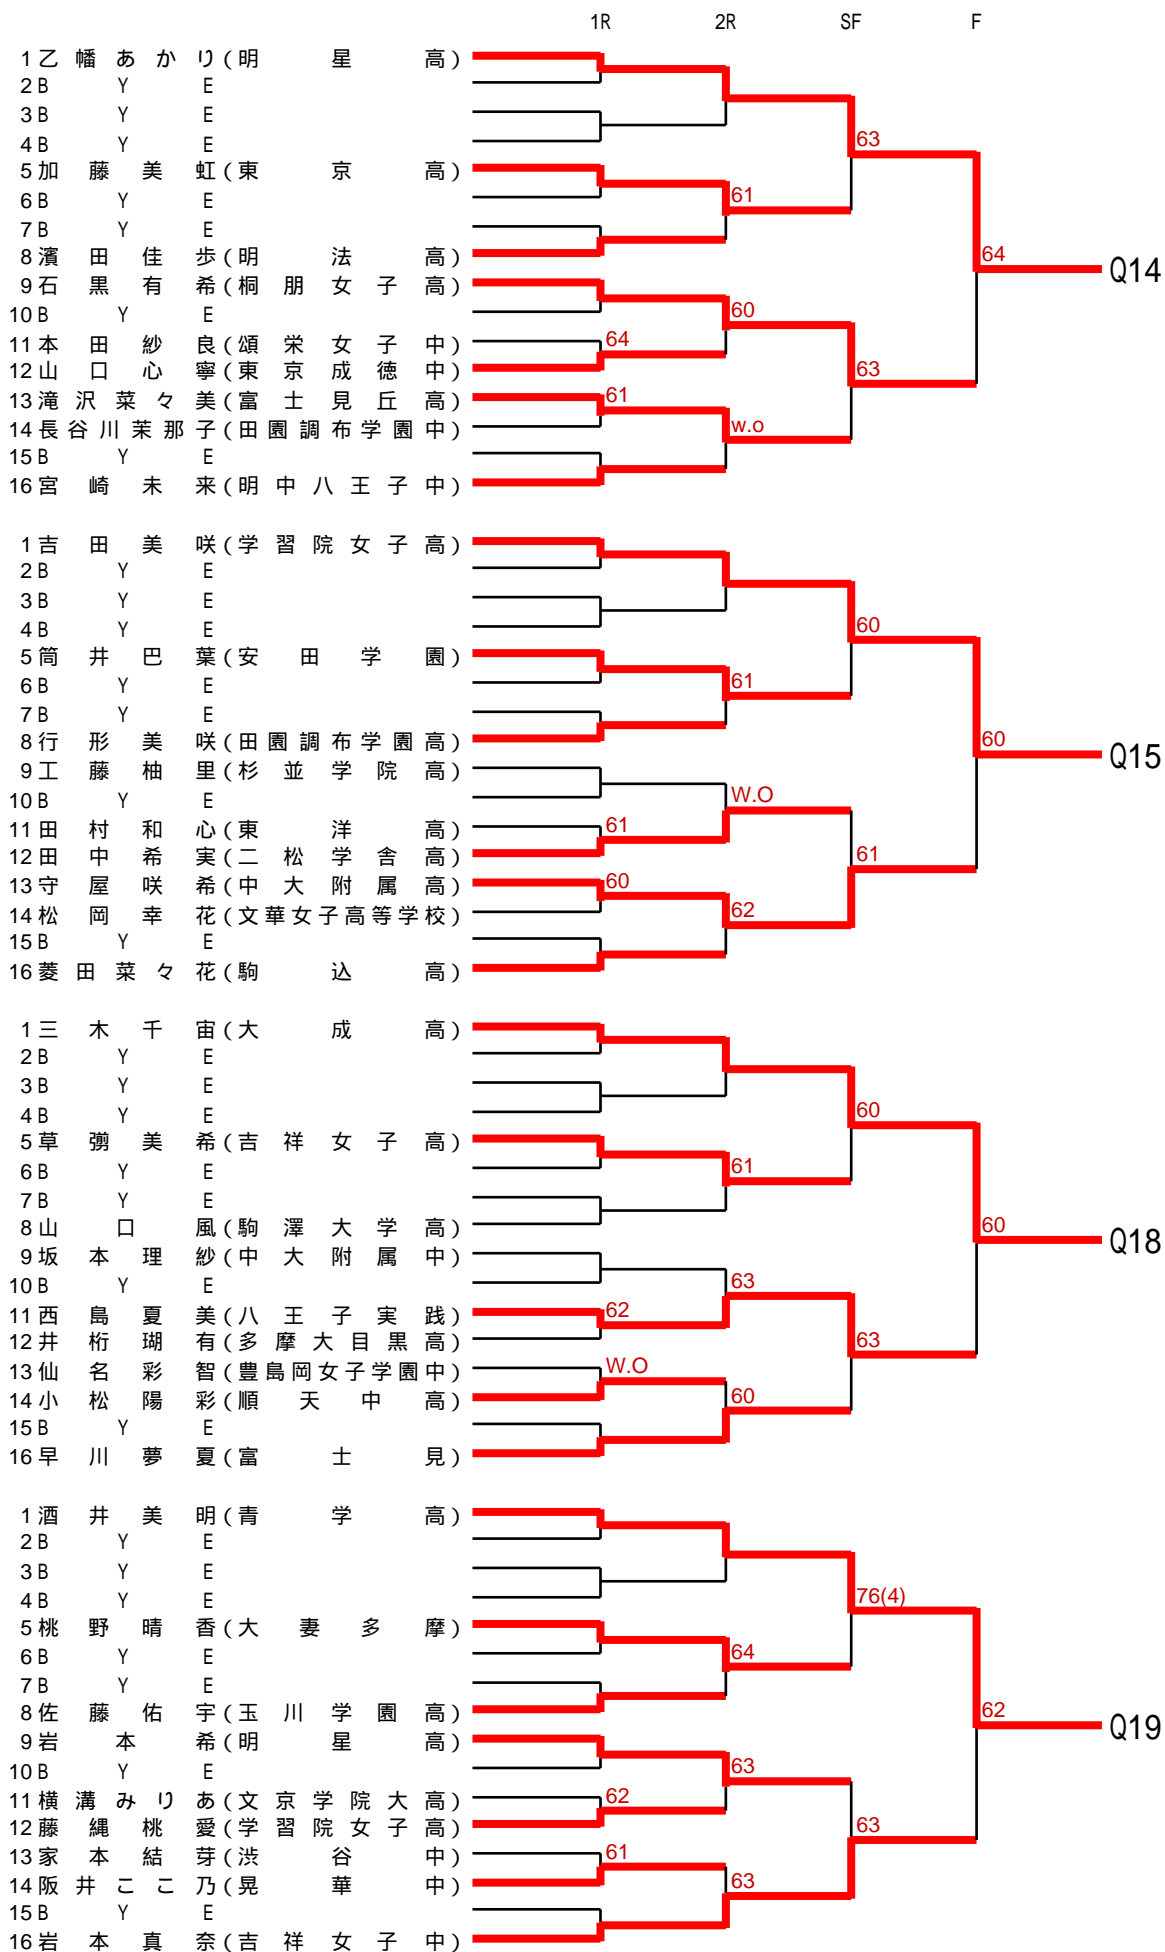 1R 2R SF F
1 乙幡あかり(明星高)
2 B Y E
3 B Y E
4 B Y E
63
5 加藤美虹(東京高)
6 B Y E
61
7 B Y E
8 濱田佳歩(明法高)
64
Q14
9 石黒有希(桐朋女子高)
10 B Y E
60
11 本田紗良(頌栄女子中)
64
12 山口心寧(東京成徳中)
63
13 滝沢菜々美(富士見丘高)
61
14 長谷川茉那子(田園調布学園中)
w.o
15 B Y E
16 宮崎未来(明中八王子中)
1 吉田美咲(学習院女子高)
2 B Y E
3 B Y E
4 B Y E
60
5 筒井巴葉(安田学園)
6 B Y E
61
7 B Y E
8 行形美咲(田園調布学園高)
60
Q15
9 工藤柚里(杉並学院高)
10 B Y E
W.O
11 田村和心(東洋高)
61
12 田中希実(二松学舎高)
61
13 守屋咲希(中大附属高)
60
14 松岡幸花(文華女子高等学校)
62
15 B Y E
16 菱田菜々花(駒込高)
1 三木千宙(大成高)
2 B Y E
3 B Y E
4 B Y E
60
5 草彅美希(吉祥女子高)
6 B Y E
61
7 B Y E
8 山口風(駒澤大学高)
60
Q18
9 坂本理紗(中大附属中)
10 B Y E
63
11 西島夏美(八王子実践)
62
12 井桁瑚有(多摩大目黒高)
63
13 仙名彩智(豊島岡女子学園中)
W.O
14 小松陽彩(順天中高)
60
15 B Y E
16 早川夢夏(富士見)
1 酒井美明(青学高)
2 B Y E
3 B Y E
4 B Y E
76(4)
5 桃野晴香(大妻多摩)
6 B Y E
64
7 B Y E
8 佐藤佑宇(玉川学園高)
62
Q19
9 岩本希(明星高)
10 B Y E
63
11 横溝みりあ(文京学院大高)
62
12 藤縄桃愛(学習院女子高)
63
13 家本結芽(渋谷中)
61
14 阪井ここ乃(晃華中)
63
15 B Y E
16 岩本真奈(吉祥女子中)